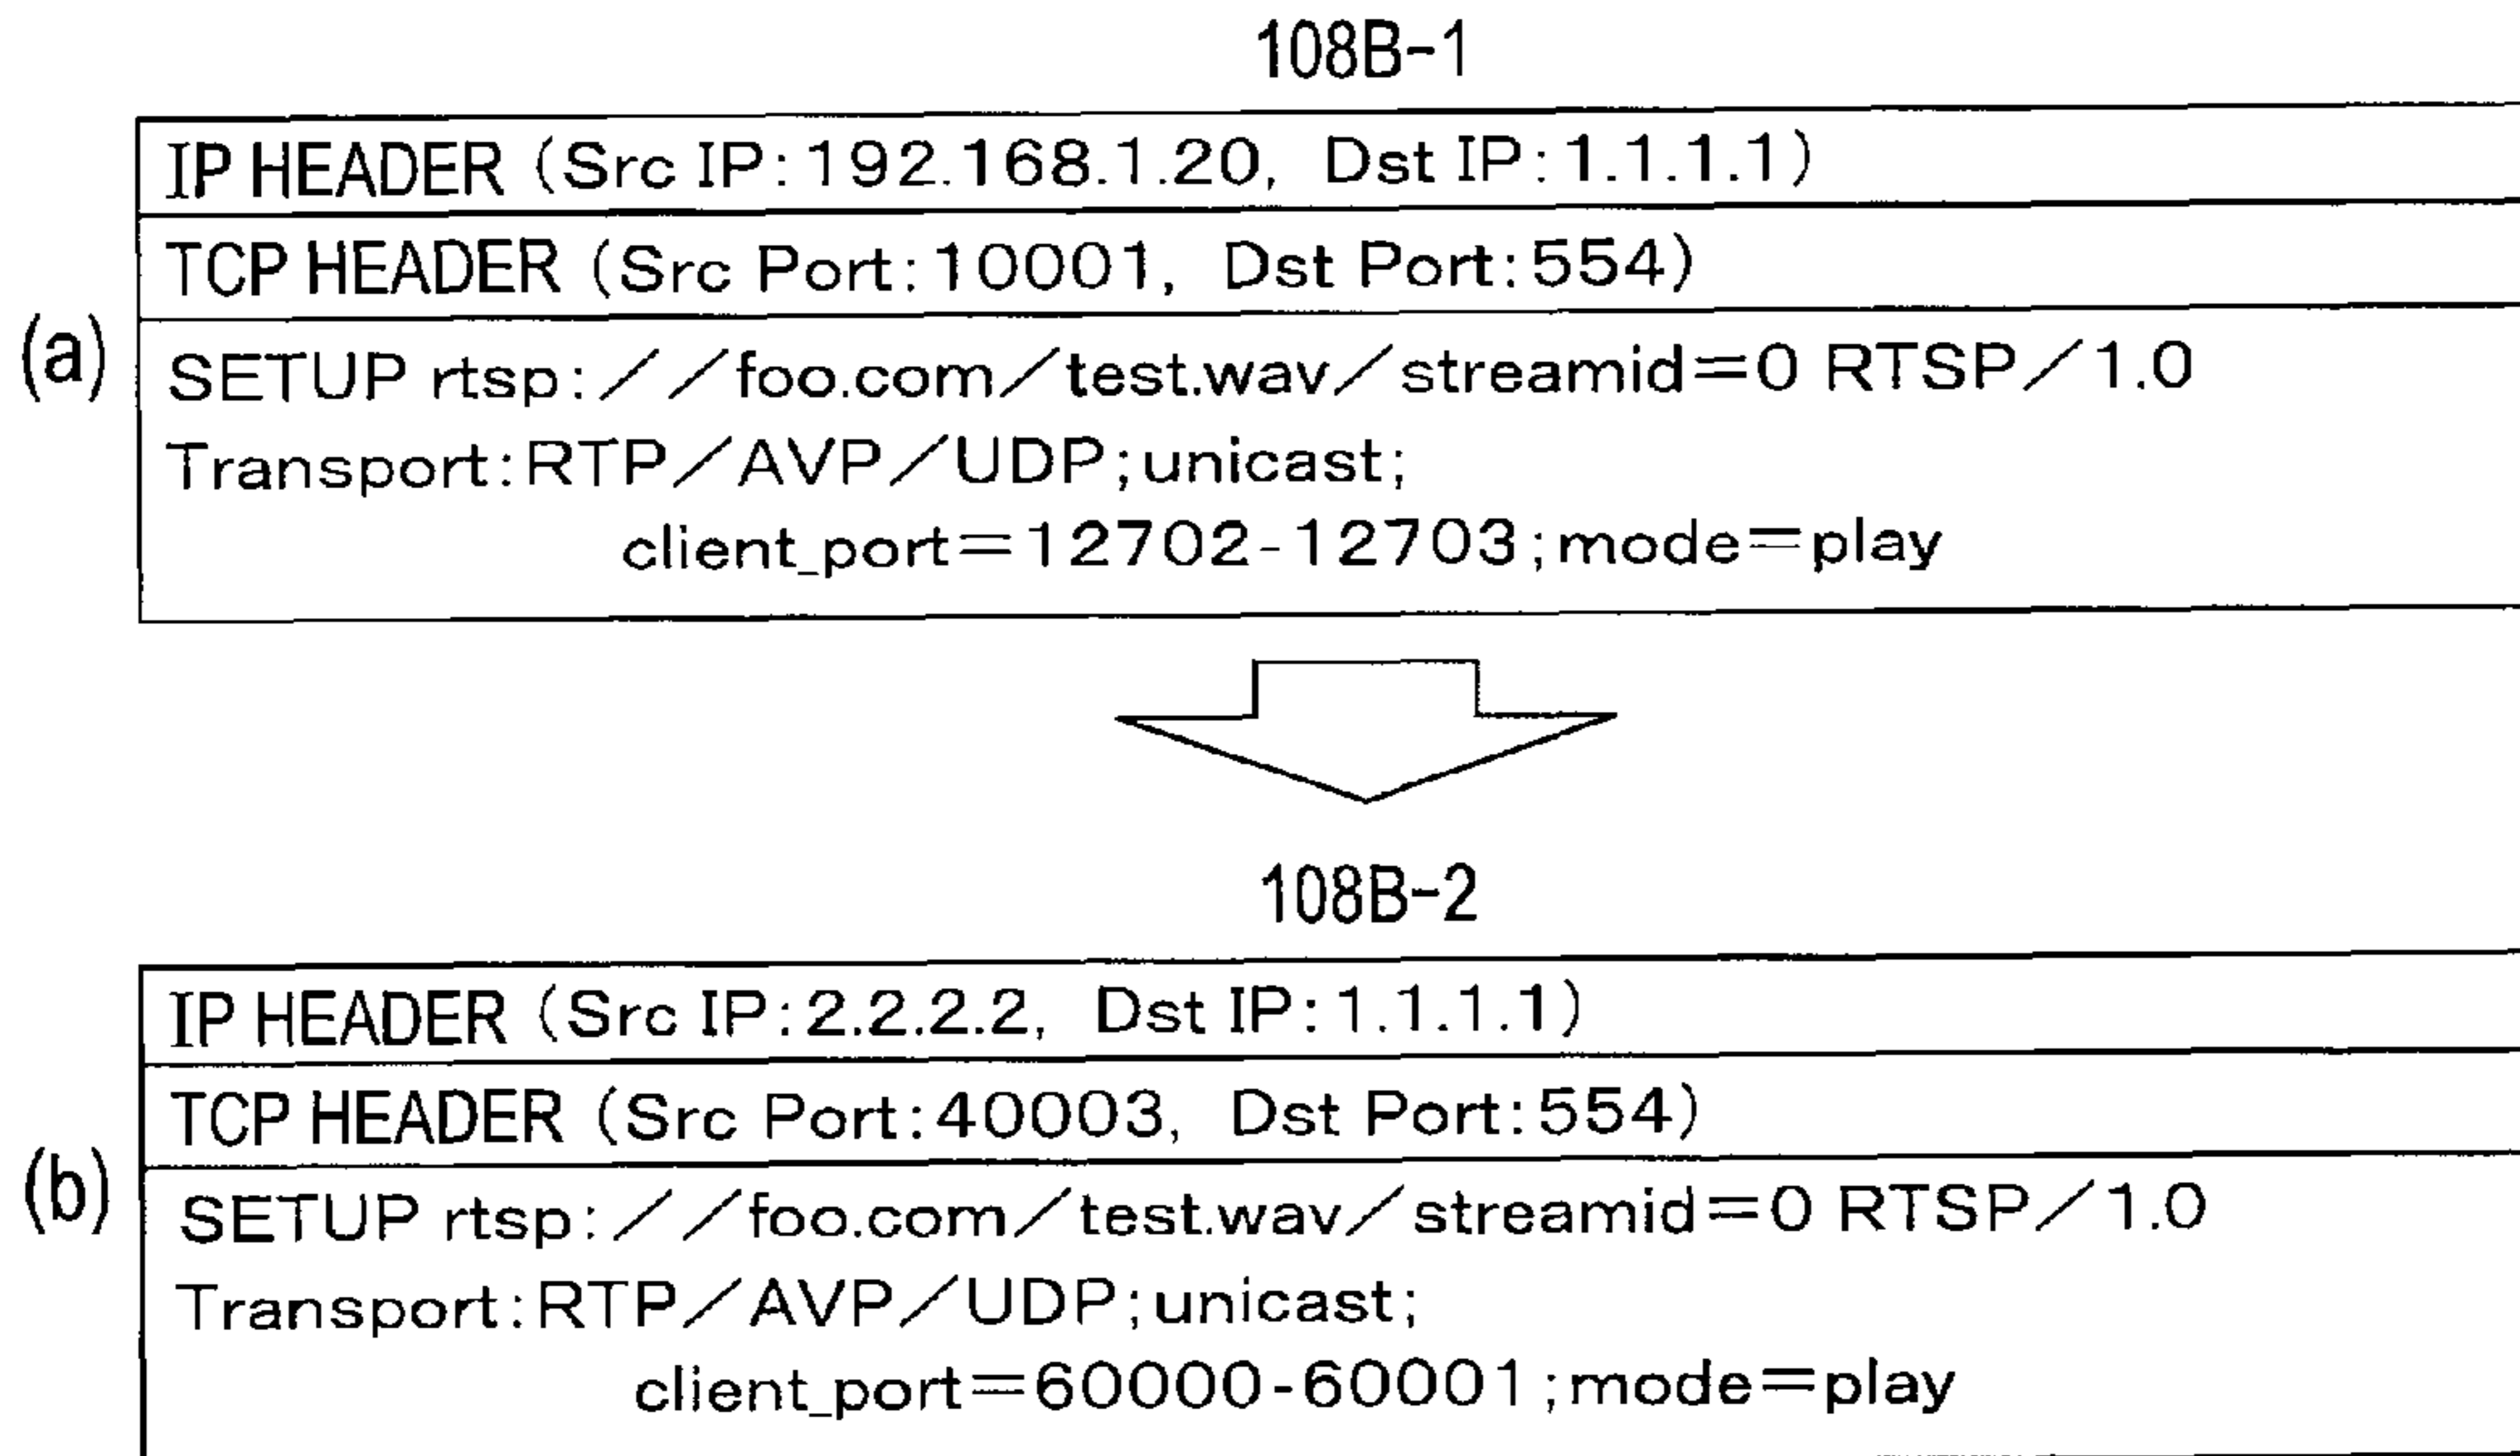 108B-1
IP HEADER (Src IP:192.168.1.20, Dst IP:1.1.1.1)
TCP HEADER (Src Port:10001, Dst Port:554)
(a)
SETUP rtsp://foo.com/test.wav/streamid=0 RTSP/1.0
Transport:RTP/AVP/UDP;unicast;
client_port=12702-12703;mode=play
108B-2
IP HEADER (Src IP:2.2.2.2, Dst IP:1.1.1.1)
TCP HEADER (Src Port:40003, Dst Port:554)
(b)
SETUP rtsp://foo.com/test.wav/streamid=0 RTSP/1.0
Transport:RTP/AVP/UDP;unicast;
client_port=60000-60001;mode=play